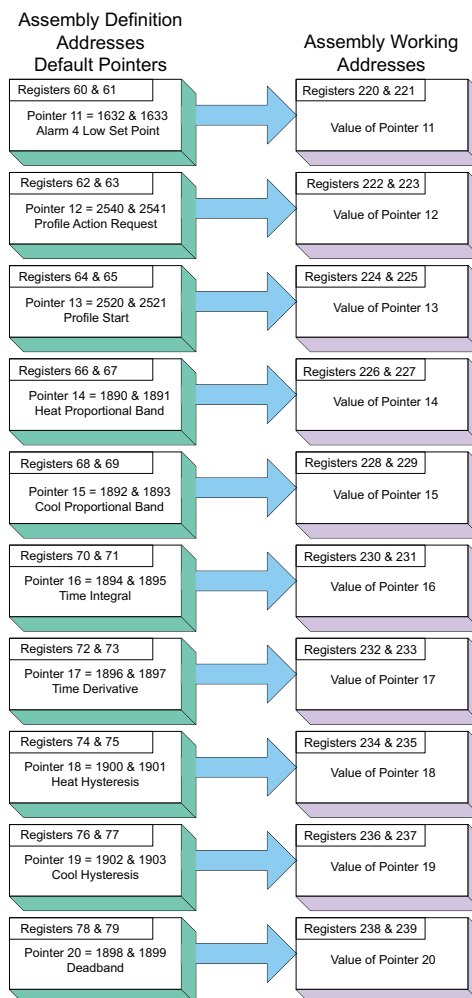 Assembly Definition
Addresses
Default Pointers
Assembly Working
Addresses
Registers 60 & 61
Pointer 11 = 1632 & 1633
Alarm 4 Low Set Point
Registers 220 & 221
Value of Pointer 11
Registers 62 & 63
Pointer 12 = 2540 & 2541
Profile Action Request
Registers 222 & 223
Value of Pointer 12
Registers 64 & 65
Pointer 13 = 2520 & 2521
Profile Start
Registers 224 & 225
Value of Pointer 13
Registers 66 & 67
Pointer 14 = 1890 & 1891
Heat Proportional Band
Registers 226 & 227
Value of Pointer 14
Registers 68 & 69
Pointer 15 = 1892 & 1893
Cool Proportional Band
Registers 228 & 229
Value of Pointer 15
Registers 70 & 71
Pointer 16 = 1894 & 1895
Time Integral
Registers 230 & 231
Value of Pointer 16
Registers 72 & 73
Pointer 17 = 1896 & 1897
Time Derivative
Registers 232 & 233
Value of Pointer 17
Registers 74 & 75
Pointer 18 = 1900 & 1901
Heat Hysteresis
Registers 234 & 235
Value of Pointer 18
Registers 76 & 77
Pointer 19 = 1902 & 1903
Cool Hysteresis
Registers 236 & 237
Value of Pointer 19
Registers 78 & 79
Pointer 20 = 1898 & 1899
Deadband
Registers 238 & 239
Value of Pointer 20